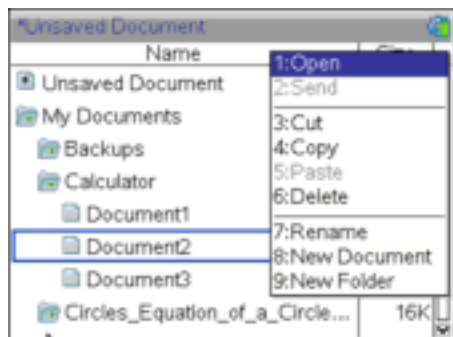 *Unsaved Document
Name
1:Open
Unsaved Document
2:Send
My Documents
3:Cut
Backups
4:Copy
5:Paste
Calculator
6:Delete
Document1
7:Rename
Document2
8:New Document
Document3
9:New Folder
Circles_Equation_of_a_Circle... 16K